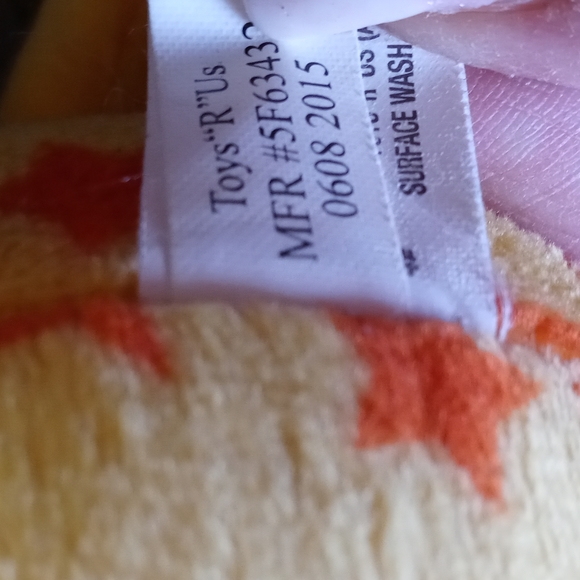 Toys“R”Us
MFR #5F6343
0608 2015
SURFACE WASH